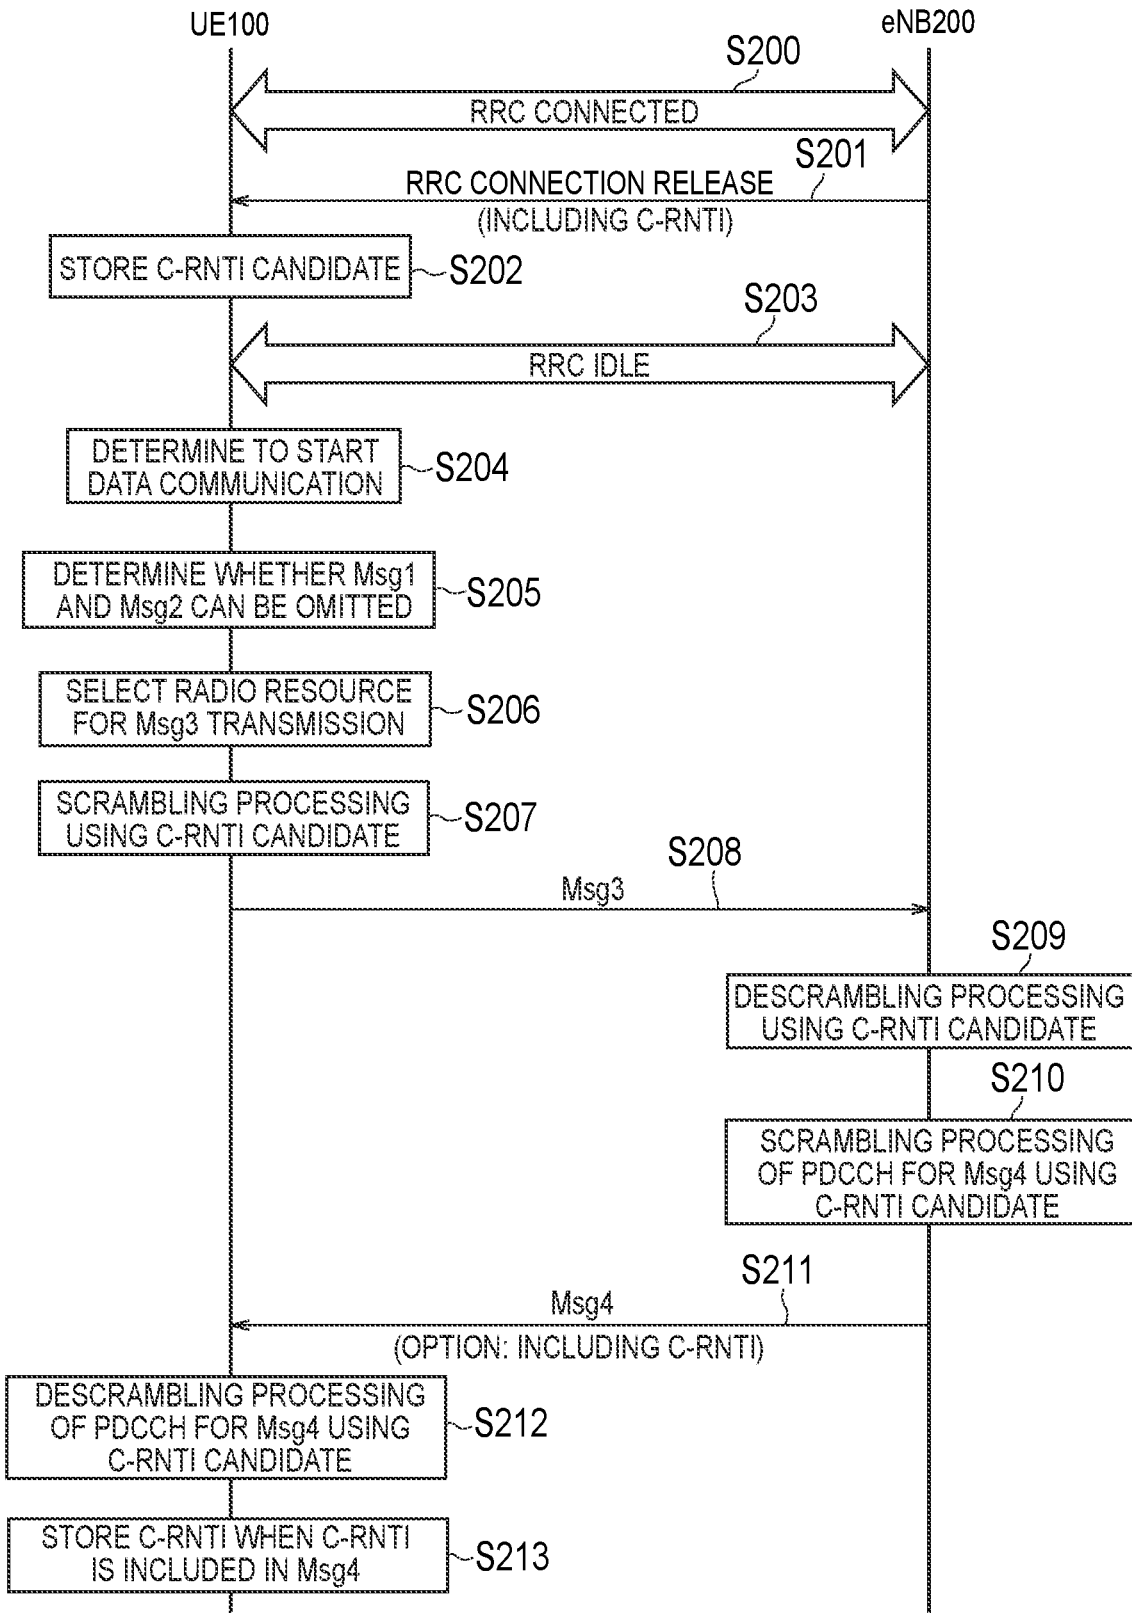 UE100
eNB200
S200
RRC CONNECTED
S201
RRC CONNECTION RELEASE
(INCLUDING C-RNTI)
STORE C-RNTI CANDIDATE
S202
S203
RRC IDLE
DETERMINE TO START
DATA COMMUNICATION
S204
DETERMINE WHETHER Msg1
AND Msg2 CAN BE OMITTED
S205
SELECT RADIO RESOURCE
FOR Msg3 TRANSMISSION
S206
SCRAMBLING PROCESSING
USING C-RNTI CANDIDATE
S207
S208
Msg3
S209
DESCRAMBLING PROCESSING
USING C-RNTI CANDIDATE
S210
SCRAMBLING PROCESSING
OF PDCCH FOR Msg4 USING
C-RNTI CANDIDATE
S211
Msg4
(OPTION: INCLUDING C-RNTI)
DESCRAMBLING PROCESSING
OF PDCCH FOR Msg4 USING
C-RNTI CANDIDATE
S212
STORE C-RNTI WHEN C-RNTI
IS INCLUDED IN Msg4
S213